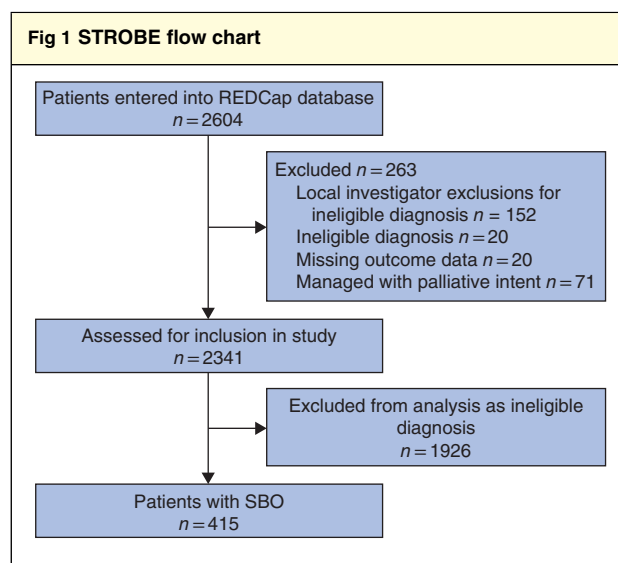 Fig 1 STROBE flow chart
Patients entered into REDCap database
n = 2604
Excluded n = 263
Local investigator exclusions for
ineligible diagnosis n = 152
Ineligible diagnosis n = 20
Missing outcome data n = 20
Managed with palliative intent n = 71
Assessed for inclusion in study
n = 2341
Excluded from analysis as ineligible
diagnosis
n = 1926
Patients with SBO
n = 415